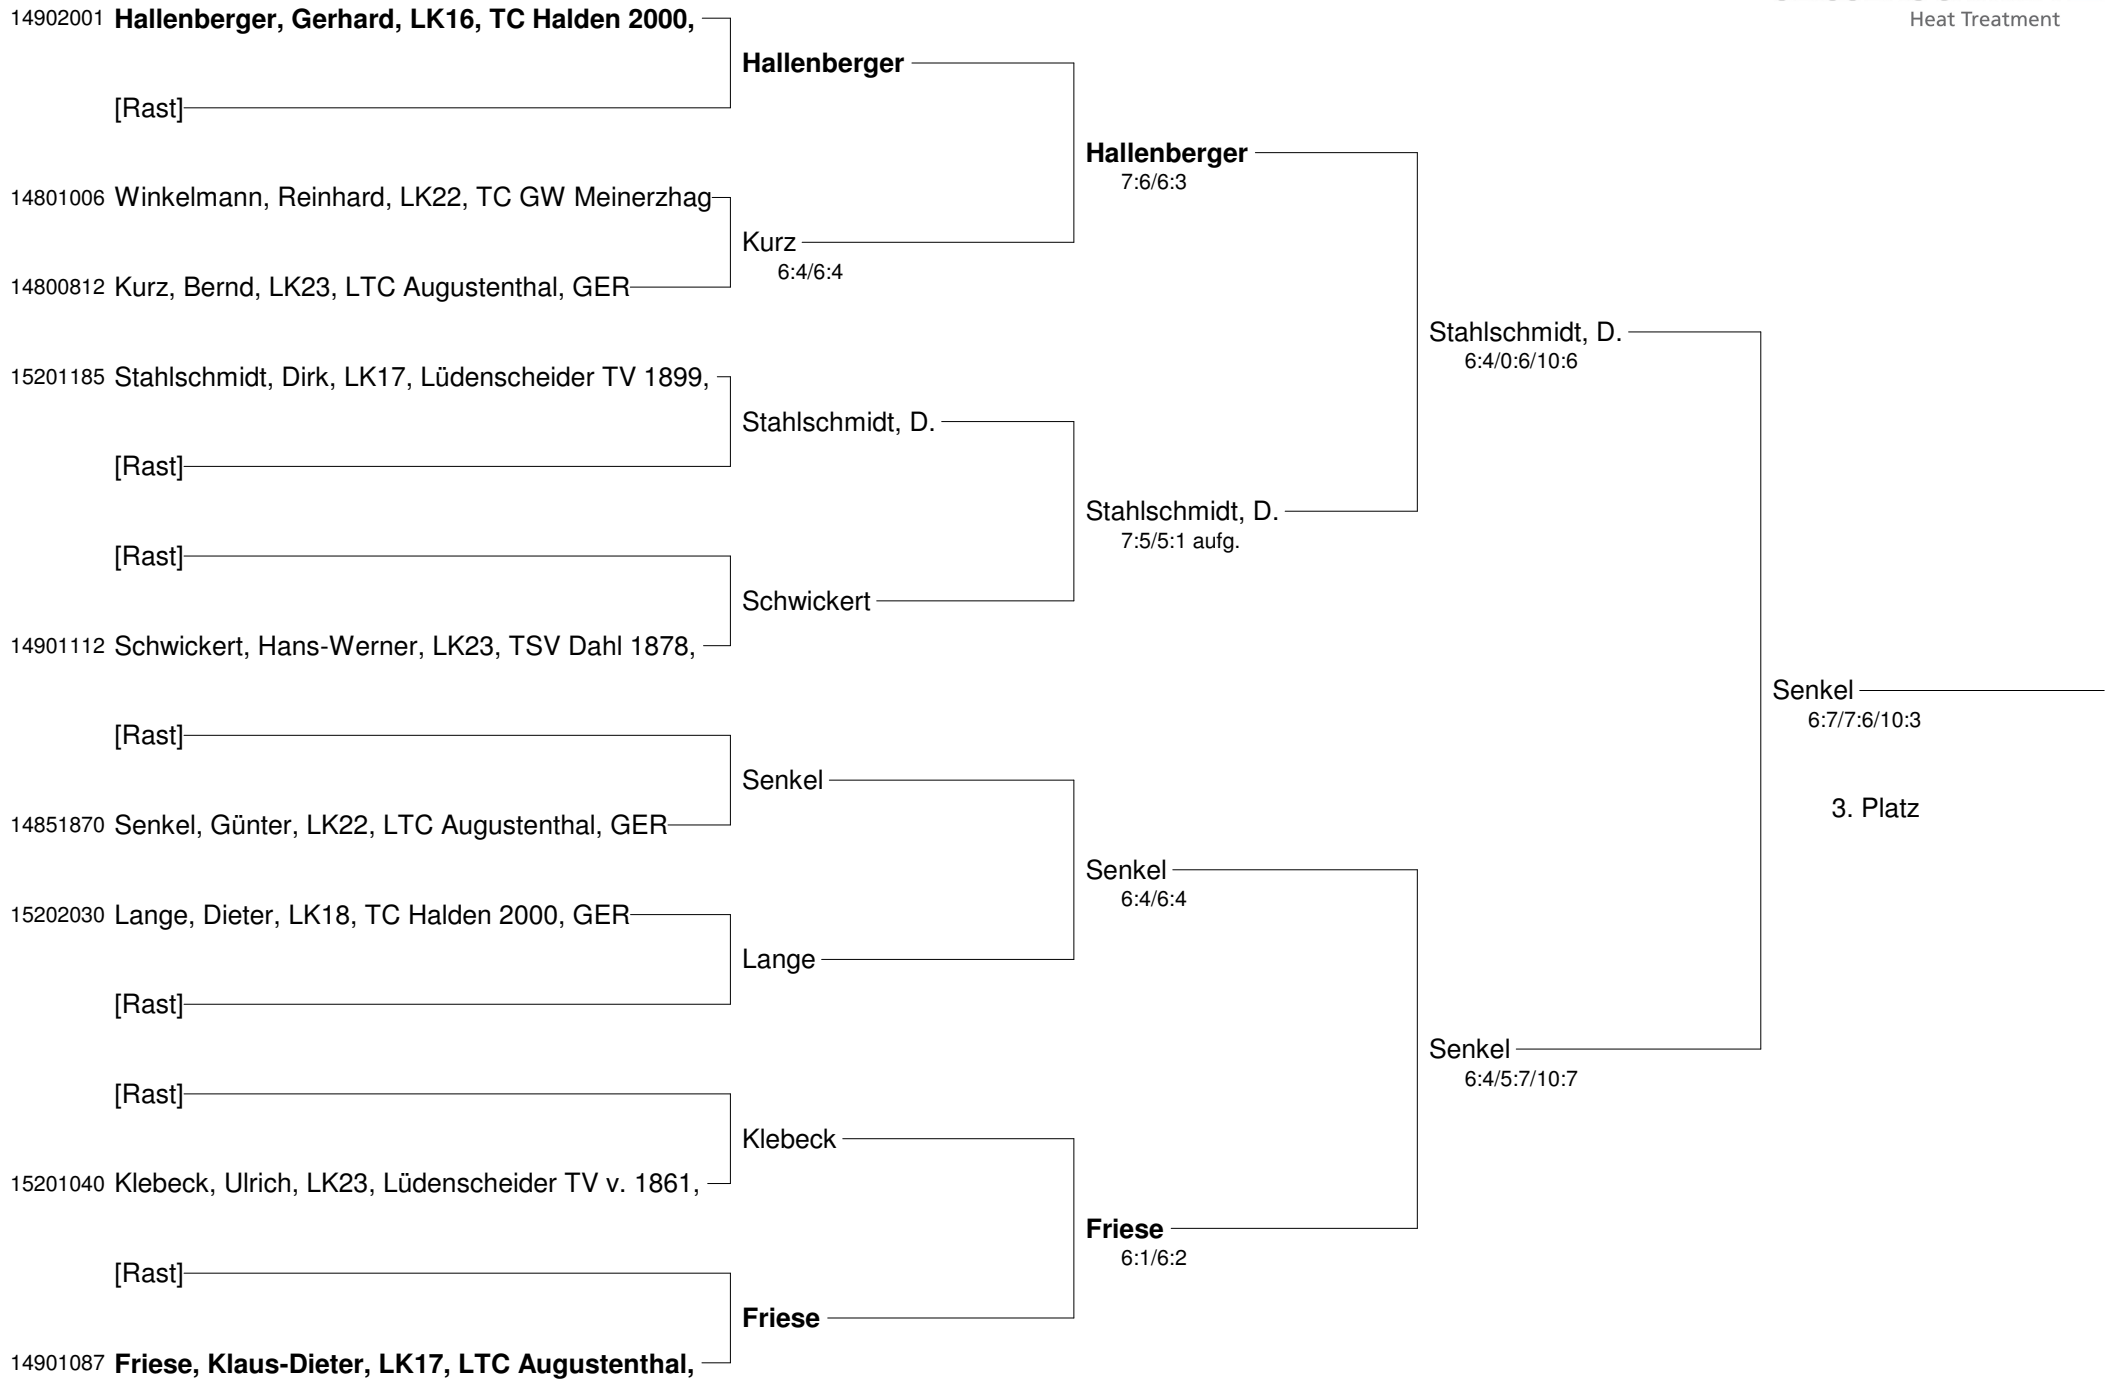 Heat Treatment
14902001 Hallenberger, Gerhard, LK16, TC Halden 2000,
Hallenberger
[Rast]
Hallenberger
7:6/6:3
14801006 Winkelmann, Reinhard, LK22, TC GW Meinerzhag
Kurz
6:4/6:4
14800812 Kurz, Bernd, LK23, LTC Augustenthal, GER
Stahlschmidt, D.
6:4/0:6/10:6
15201185 Stahlschmidt, Dirk, LK17, Lüdenscheider TV 1899,
Stahlschmidt, D.
[Rast]
Stahlschmidt, D.
7:5/5:1 aufg.
[Rast]
Schwickert
14901112 Schwickert, Hans-Werner, LK23, TSV Dahl 1878,
Senkel
6:7/7:6/10:3
[Rast]
Senkel
3. Platz
14851870 Senkel, Günter, LK22, LTC Augustenthal, GER
Senkel
6:4/6:4
15202030 Lange, Dieter, LK18, TC Halden 2000, GER
Lange
[Rast]
Senkel
6:4/5:7/10:7
[Rast]
Klebeck
15201040 Klebeck, Ulrich, LK23, Lüdenscheider TV v. 1861,
Friese
6:1/6:2
[Rast]
Friese
14901087 Friese, Klaus-Dieter, LK17, LTC Augustenthal,